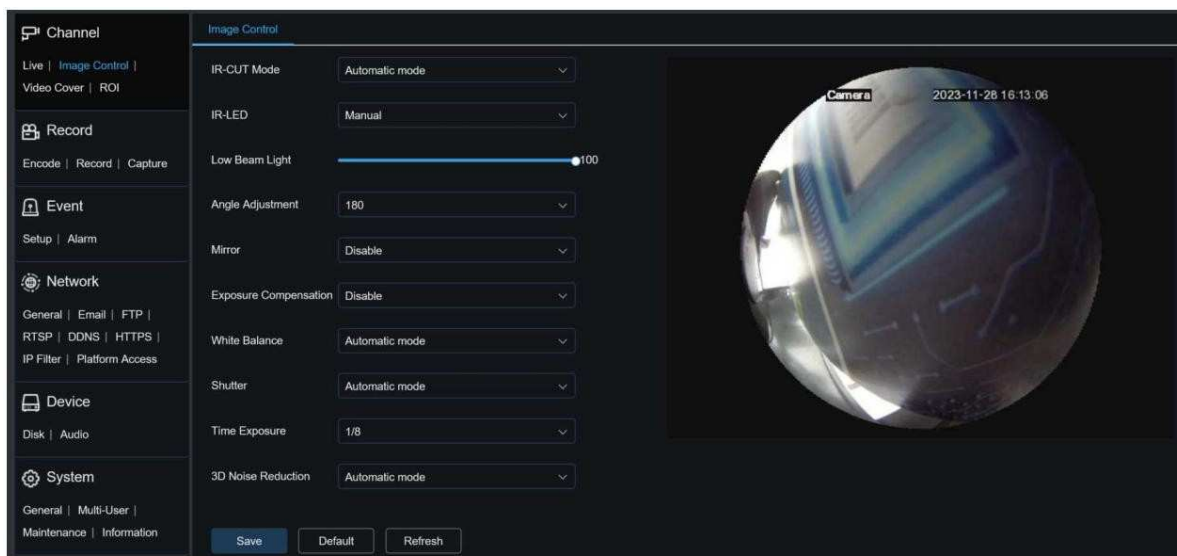 Channel
Live | Image Control |
Video Cover | ROI
Record
Encode | Record | Capture
Event
Setup | Alarm
Network
General | Email | FTP |
RTSP | DDNS | HTTPS |
IP Filter | Platform Access
Device
Disk | Audio
System
General | Multi-User |
Maintenance | Information
Image Control
IR-CUT Mode Automatic mode
IR-LED Manual
Low Beam Light 100
Angle Adjustment 180
Mirror Disable
Exposure Compensation Disable
White Balance Automatic mode
Shutter Automatic mode
Time Exposure 1/8
3D Noise Reduction Automatic mode
Save Default Refresh
Camera 2023-11-28 16:13:06